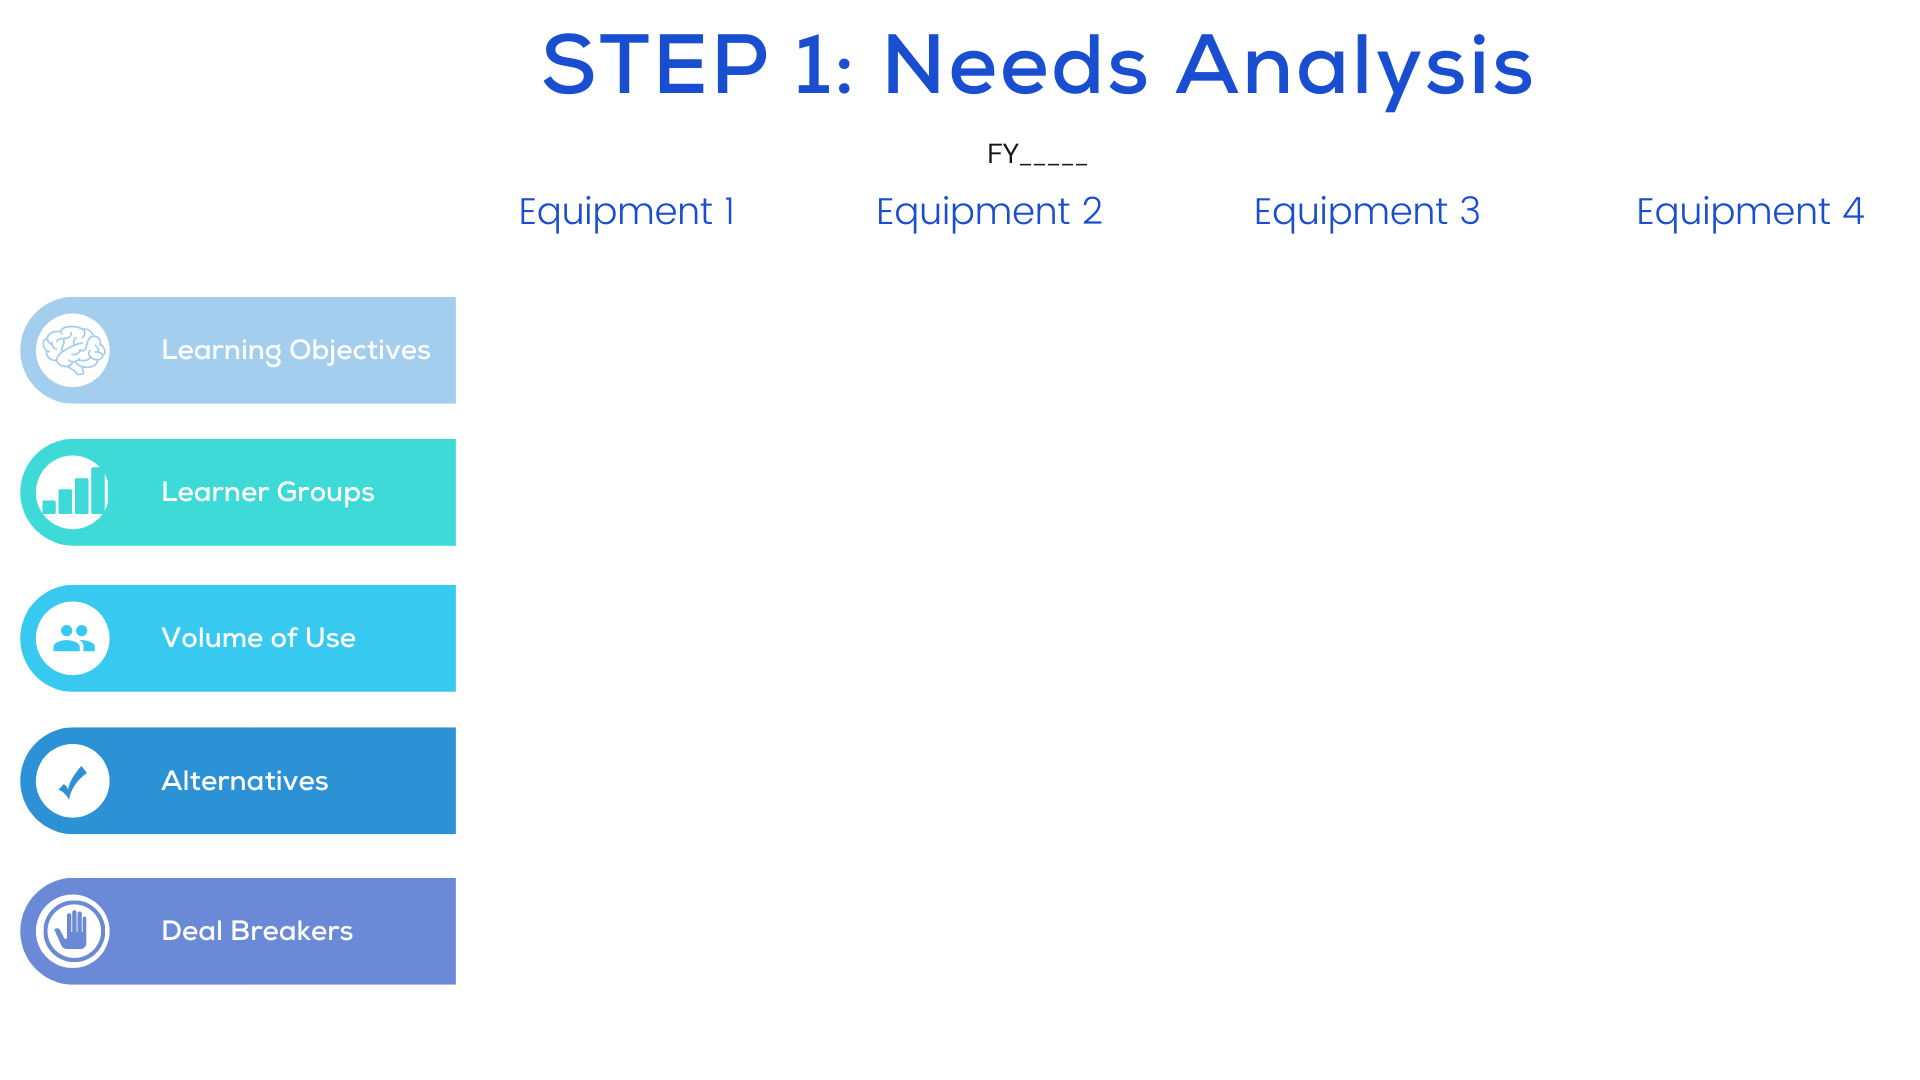 STEP 1: Needs Analysis
FY_____
Equipment 1
Equipment 2
Equipment 3
Equipment 4
Learning Objectives
Learner Groups
Volume of Use
Alternatives
Deal Breakers